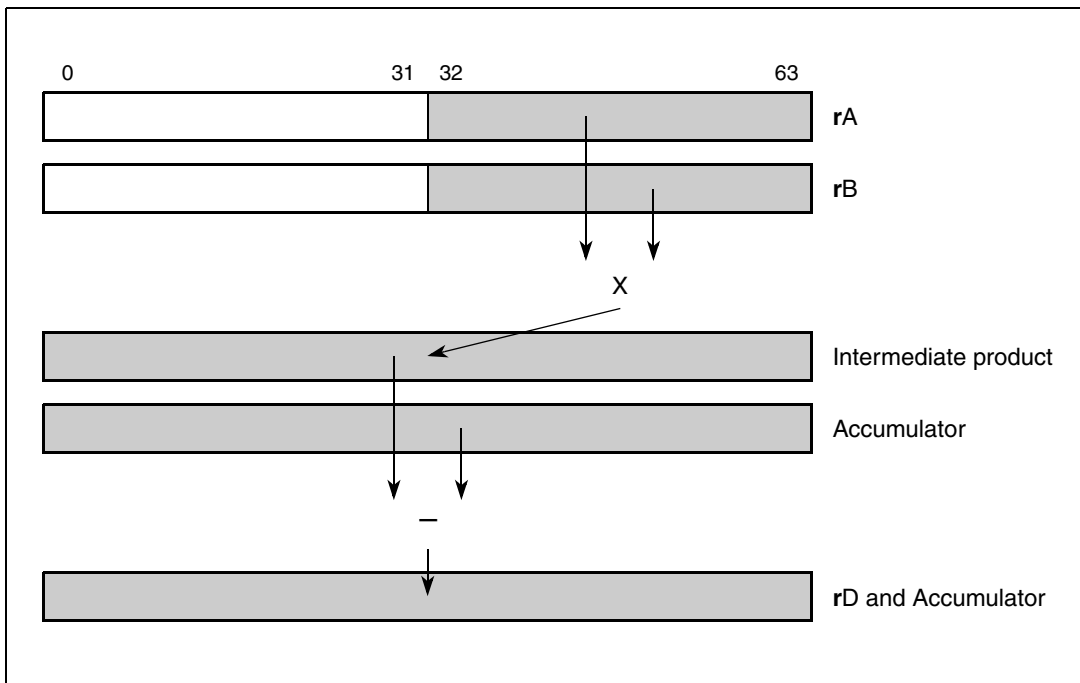 0 31 32 63
rA
rB
X
Intermediate product
Accumulator
–
rD and Accumulator